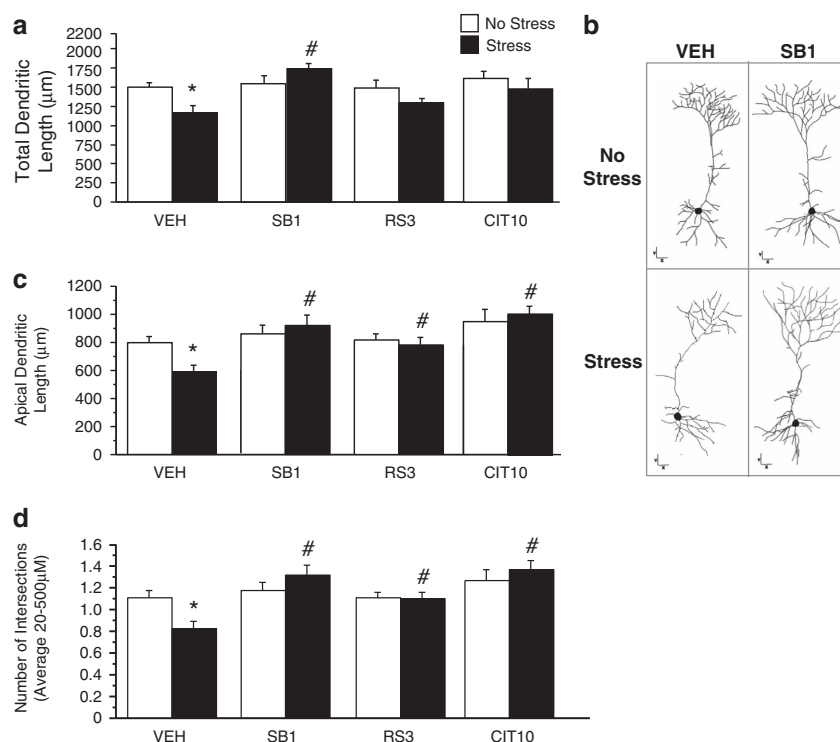 a
No Stress
Stress
Total Dendritic
Length (μm)
2200
2000
1750
1500
1250
1000
750
500
250
0
*
#
VEH
SB1
RS3
CIT10
b
VEH
SB1
No
Stress
Stress
c
Apical Dendritic
Length (μm)
1200
1000
800
600
400
200
0
*
#
#
#
VEH
SB1
RS3
CIT10
d
Number of Intersections
(Average 20-500μM)
1.6
1.4
1.2
1.0
0.8
0.6
0.4
0.2
0
*
#
#
#
VEH
SB1
RS3
CIT10